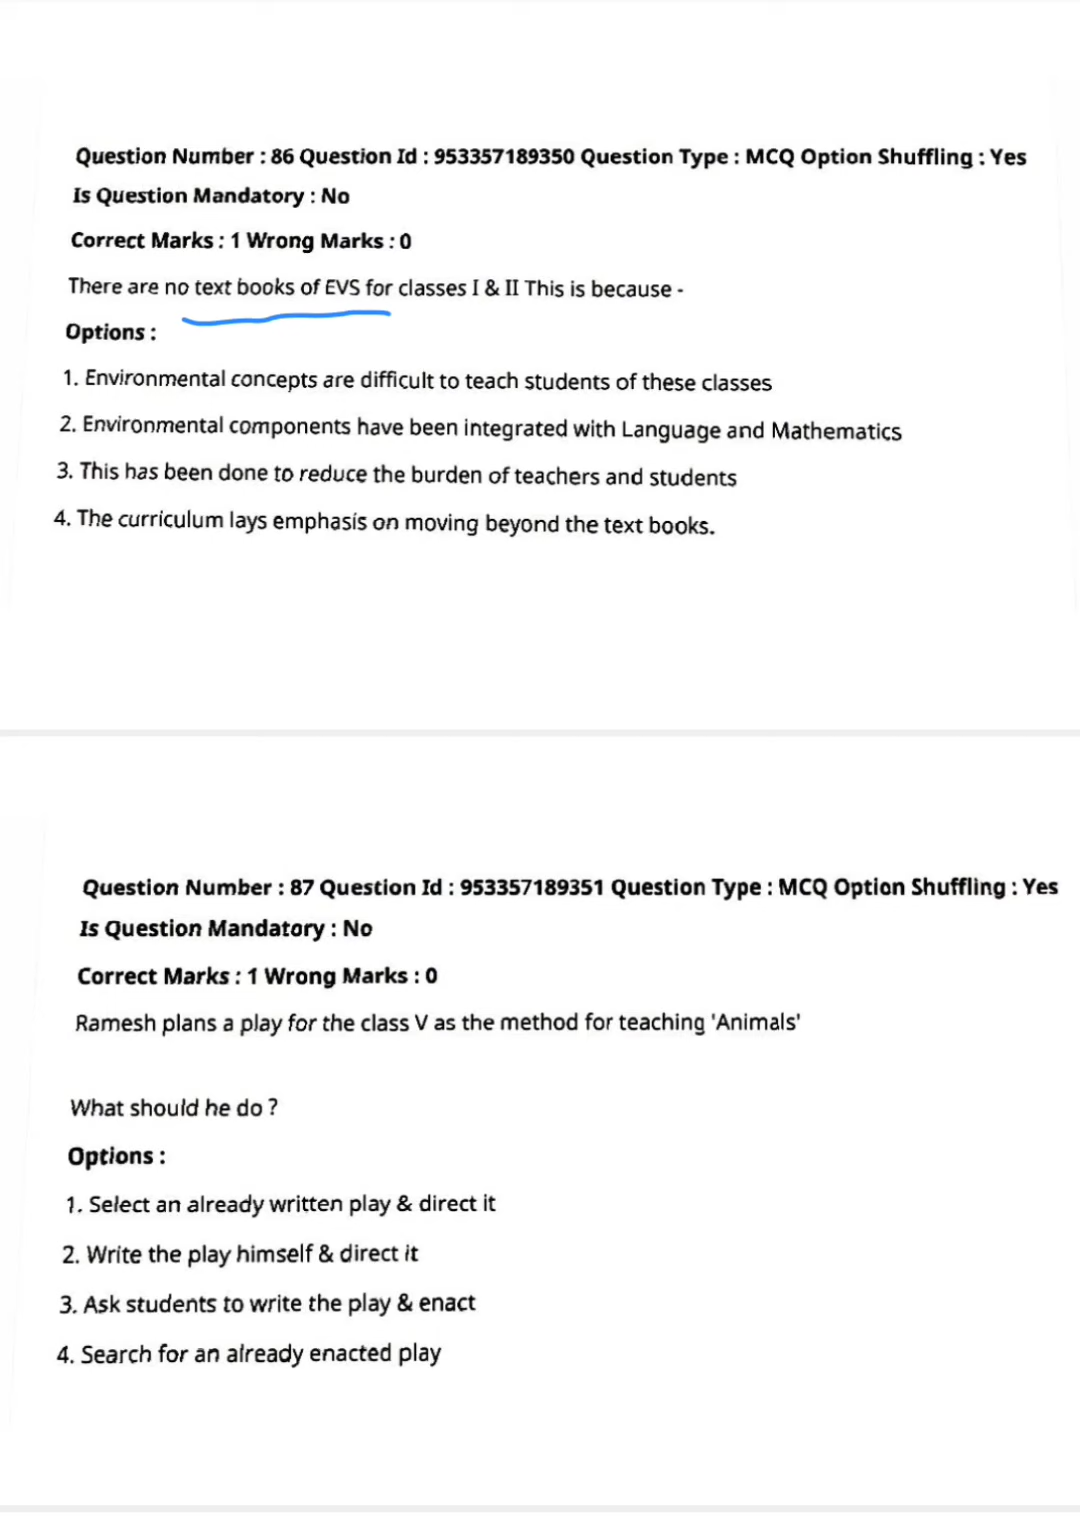 Question Number : 86 Question Id : 953357189350 Question Type : MCQ Option Shuffling : Yes
Is Question Mandatory : No
Correct Marks : 1 Wrong Marks : 0
There are no text books of EVS for classes I & II This is because -
Options :
1. Environmental concepts are difficult to teach students of these classes
2. Environmental components have been integrated with Language and Mathematics
3. This has been done to reduce the burden of teachers and students
4. The curriculum lays emphasis on moving beyond the text books.
Question Number : 87 Question Id : 953357189351 Question Type : MCQ Option Shuffling : Yes
Is Question Mandatory : No
Correct Marks : 1 Wrong Marks : 0
Ramesh plans a play for the class V as the method for teaching 'Animals'
What should he do ?
Options :
1. Select an already written play & direct it
2. Write the play himself & direct it
3. Ask students to write the play & enact
4. Search for an already enacted play